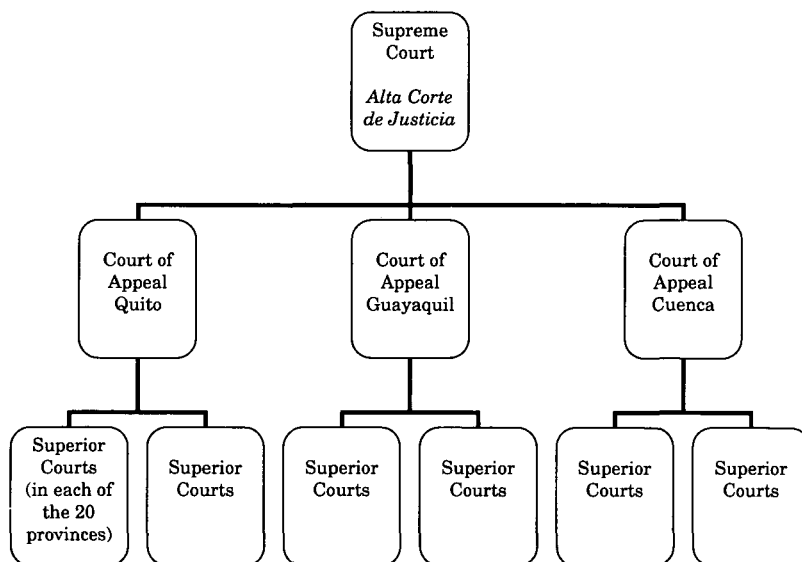 Supreme
Court
Alta Corte
de Justicia
Court of
Appeal
Quito
Court of
Appeal
Guayaquil
Court of
Appeal
Cuenca
Superior
Courts
(in each of
the 20
provinces)
Superior
Courts
Superior
Courts
Superior
Courts
Superior
Courts
Superior
Courts